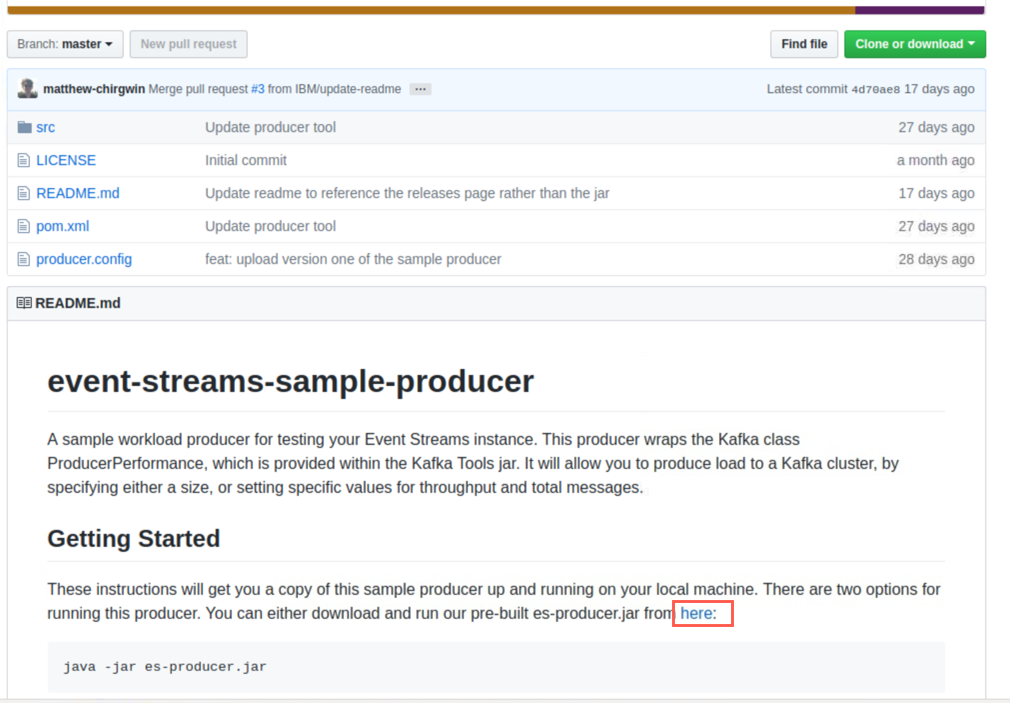 Branch: master New pull request Find file Clone or download
matthew-chirgwin Merge pull request #3 from IBM/update-readme ... Latest commit 4d70ae8 17 days ago
src Update producer tool 27 days ago
LICENSE Initial commit a month ago
README.md Update readme to reference the releases page rather than the jar 17 days ago
pom.xml Update producer tool 27 days ago
producer.config feat: upload version one of the sample producer 28 days ago
README.md
event-streams-sample-producer
A sample workload producer for testing your Event Streams instance. This producer wraps the Kafka class
ProducerPerformance, which is provided within the Kafka Tools jar. It will allow you to produce load to a Kafka cluster, by
specifying either a size, or setting specific values for throughput and total messages.
Getting Started
These instructions will get you a copy of this sample producer up and running on your local machine. There are two options for
running this producer. You can either download and run our pre-built es-producer.jar from here:
java -jar es-producer.jar